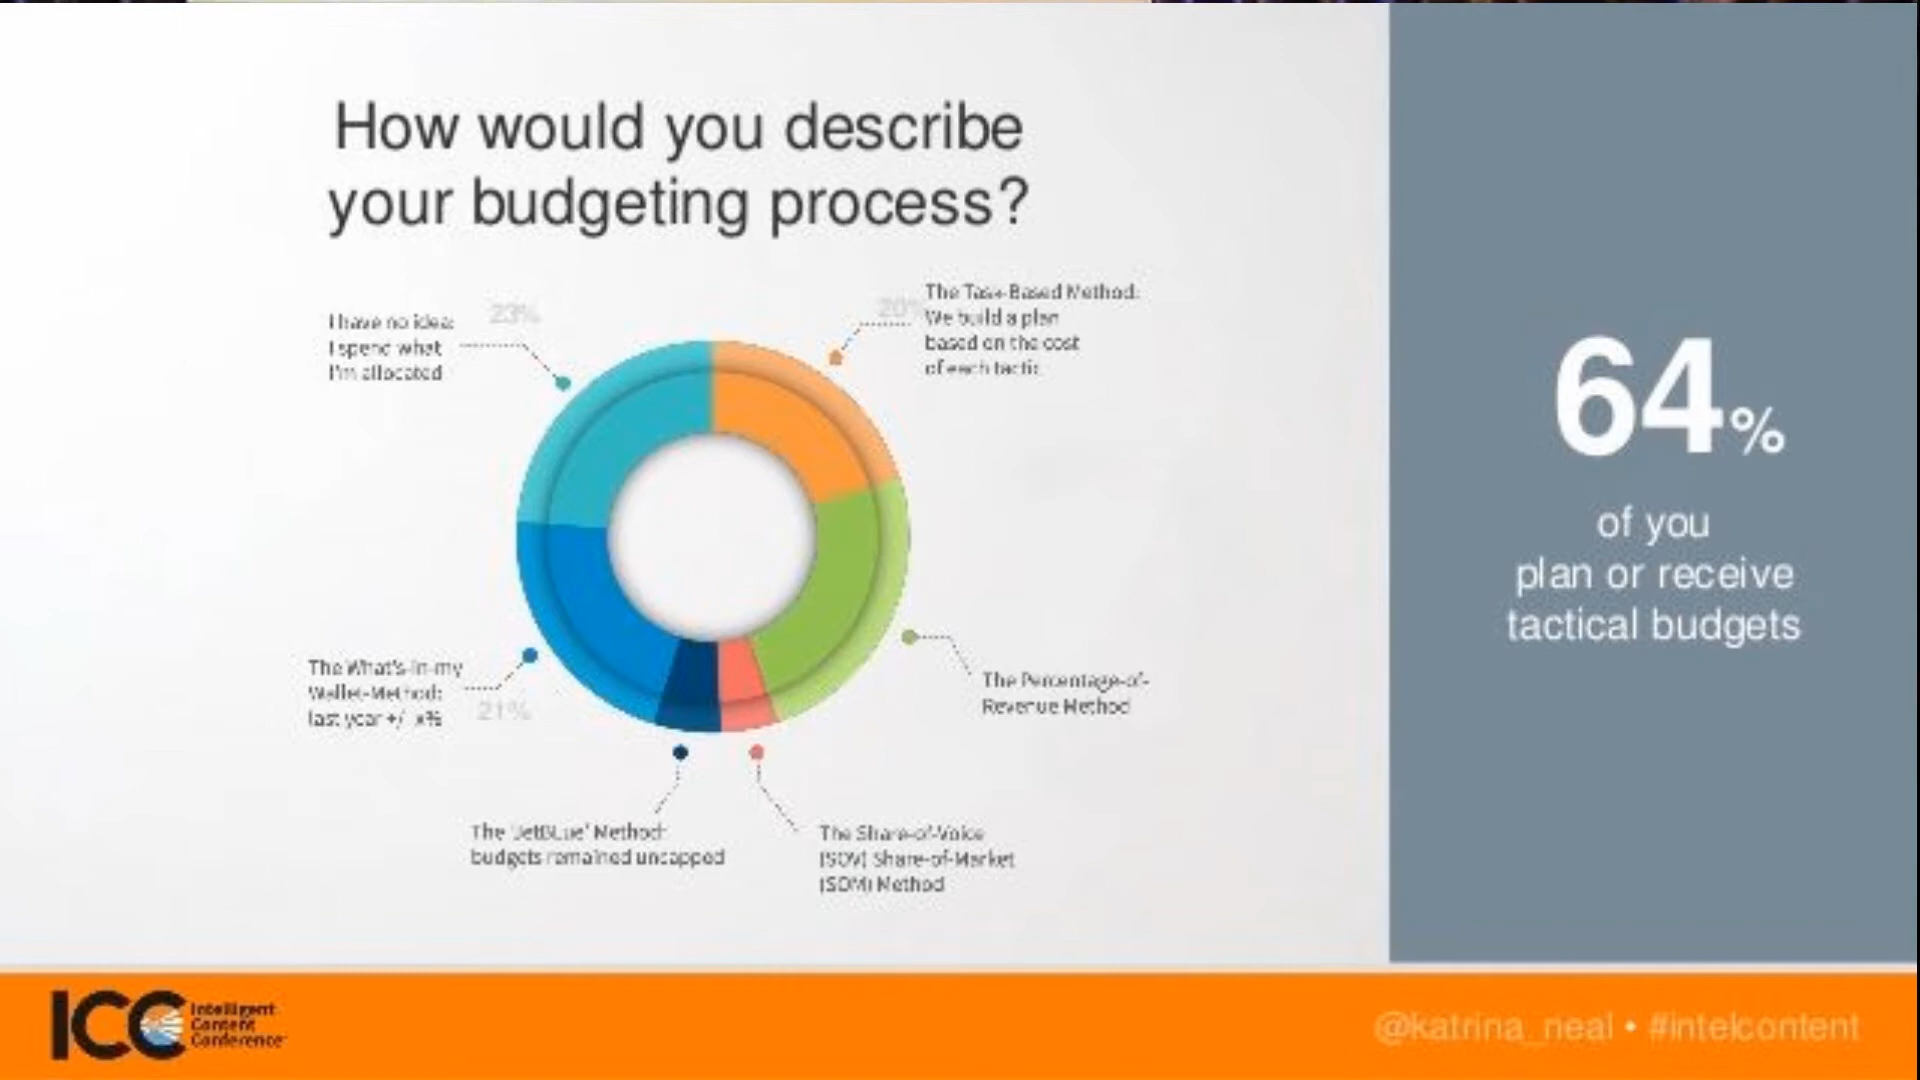 How would you describe
your budgeting process?
I have no idea:
I spend what
I'm allocated
23%
20%
The Task-Based Method:
We build a plan
based on the cost
of each tactic
The What's-in-my
Wallet-Method:
last year +/- x%
21%
The Percentage-of-
Revenue Method
The 'JetBLue' Method:
budgets remained uncapped
The Share-of-Voice
(SOV) Share-of-Market
(SOM) Method
64%
of you
plan or receive
tactical budgets
ICC
Intelligent
Content
Conference
@katrina_neal • #intelcontent